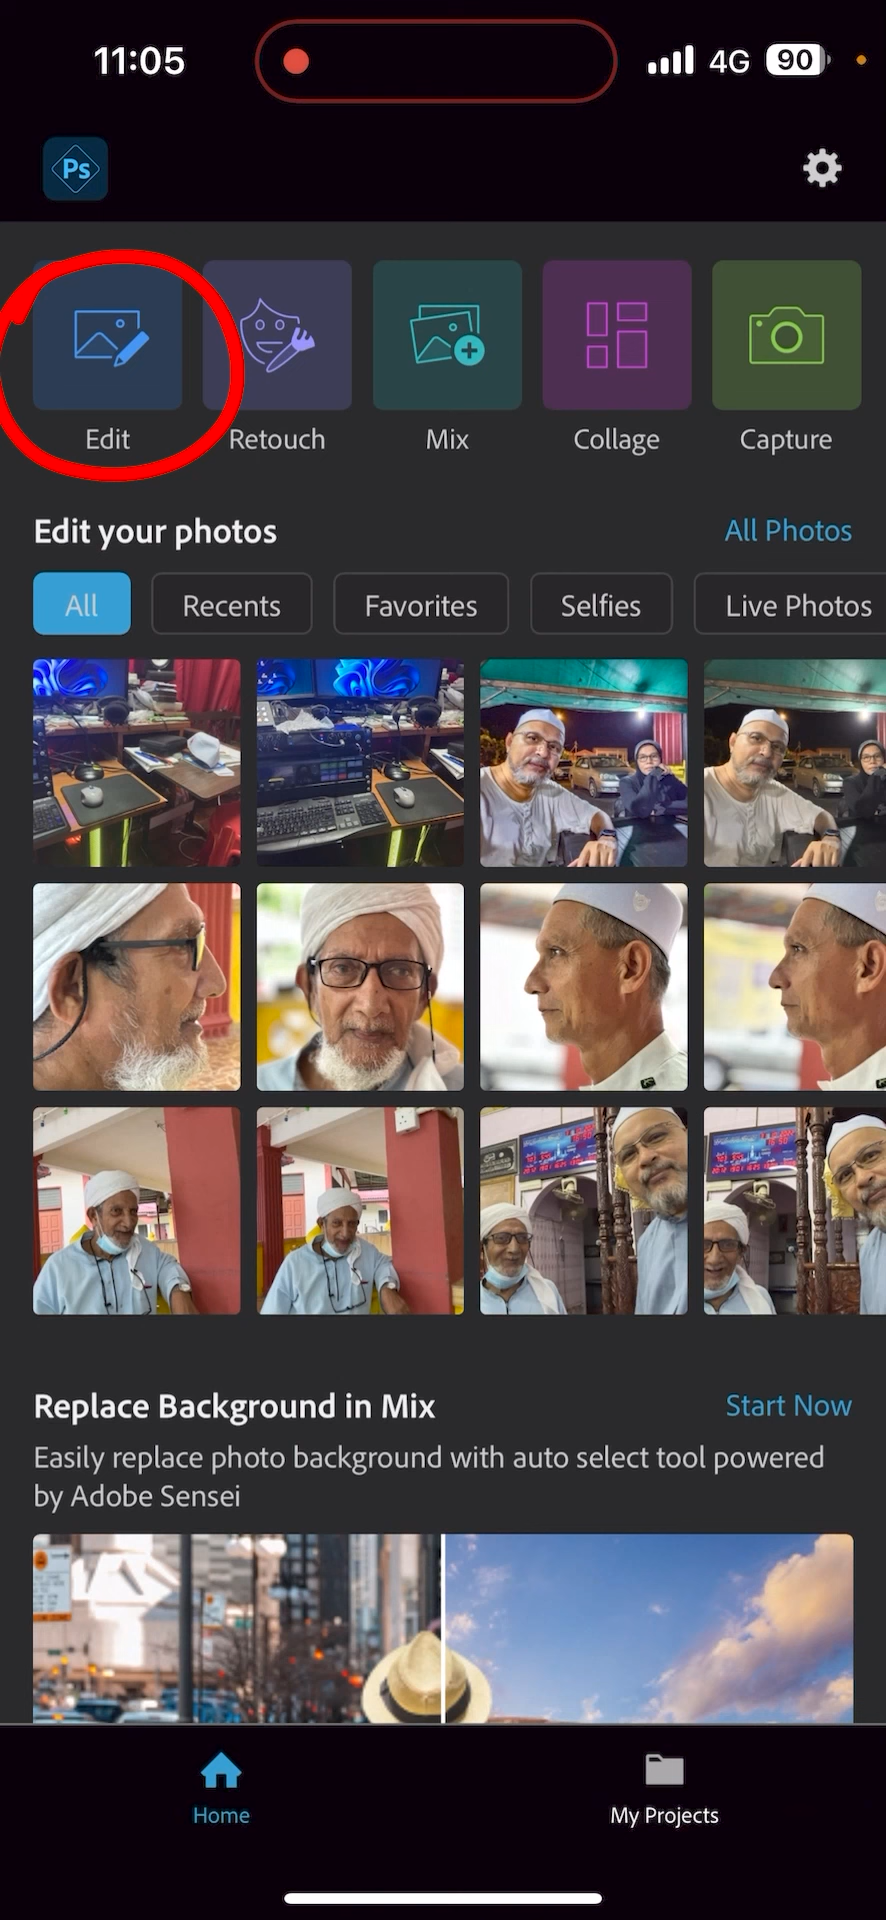 11:05
4G
90
Ps
Edit
Retouch
Mix
Collage
Capture
Edit your photos
All Photos
All
Recents
Favorites
Selfies
Live Photos
Replace Background in Mix
Start Now
Easily replace photo background with auto select tool powered
by Adobe Sensei
Home
My Projects